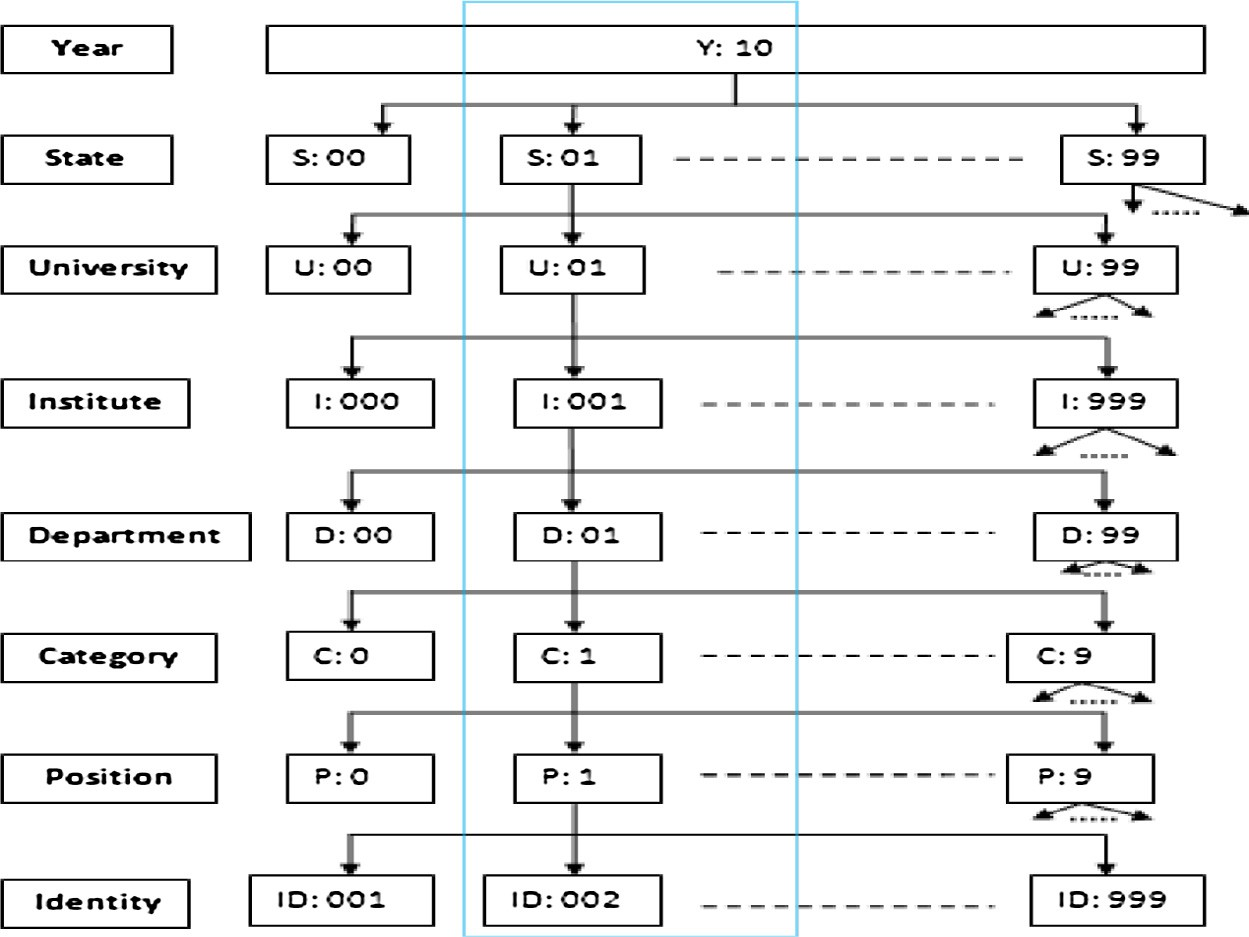 Year Y: 10
State S: 00 S: 01 S: 99
University U: 00 U: 01 U: 99
Institute I: 000 I: 001 I: 999
Department D: 00 D: 01 D: 99
Category C: 0 C: 1 C: 9
Position P: 0 P: 1 P: 9
Identity ID: 001 ID: 002 ID: 999